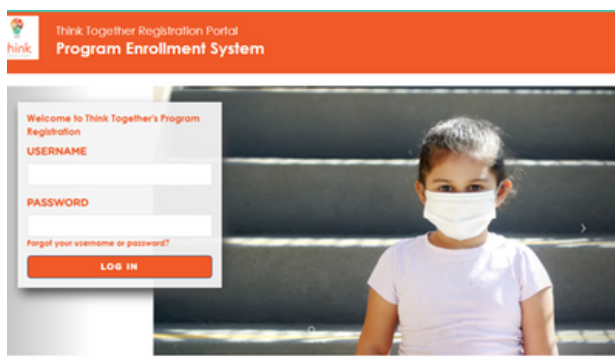 think
Think Together Registration Portal
Program Enrollment System
Welcome to Think Together's Program
Registration
USERNAME
PASSWORD
Forgot your username or password?
LOG IN